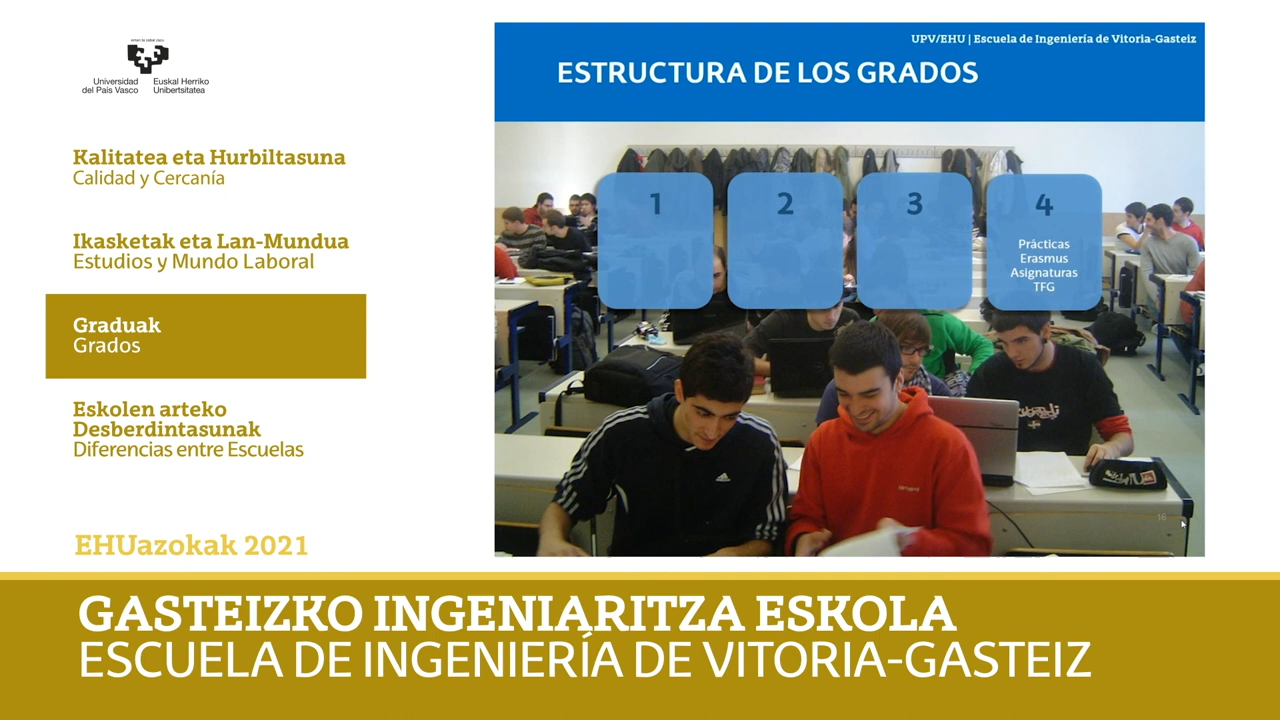 Universidad
del País Vasco
Euskal Herriko
Unibertsitatea
Kalitatea eta Hurbiltasuna
Calidad y Cercanía
Ikasketak eta Lan-Mundua
Estudios y Mundo Laboral
Graduak
Grados
Eskolen arteko
Desberdintasunak
Diferencias entre Escuelas
EHUazokak 2021
UPV/EHU | Escuela de Ingeniería de Vitoria-Gasteiz
ESTRUCTURA DE LOS GRADOS
1
2
3
4
Prácticas
Erasmus
Asignaturas
TFG
16
GASTEIZKO INGENIARITZA ESKOLA
ESCUELA DE INGENIERÍA DE VITORIA-GASTEIZ